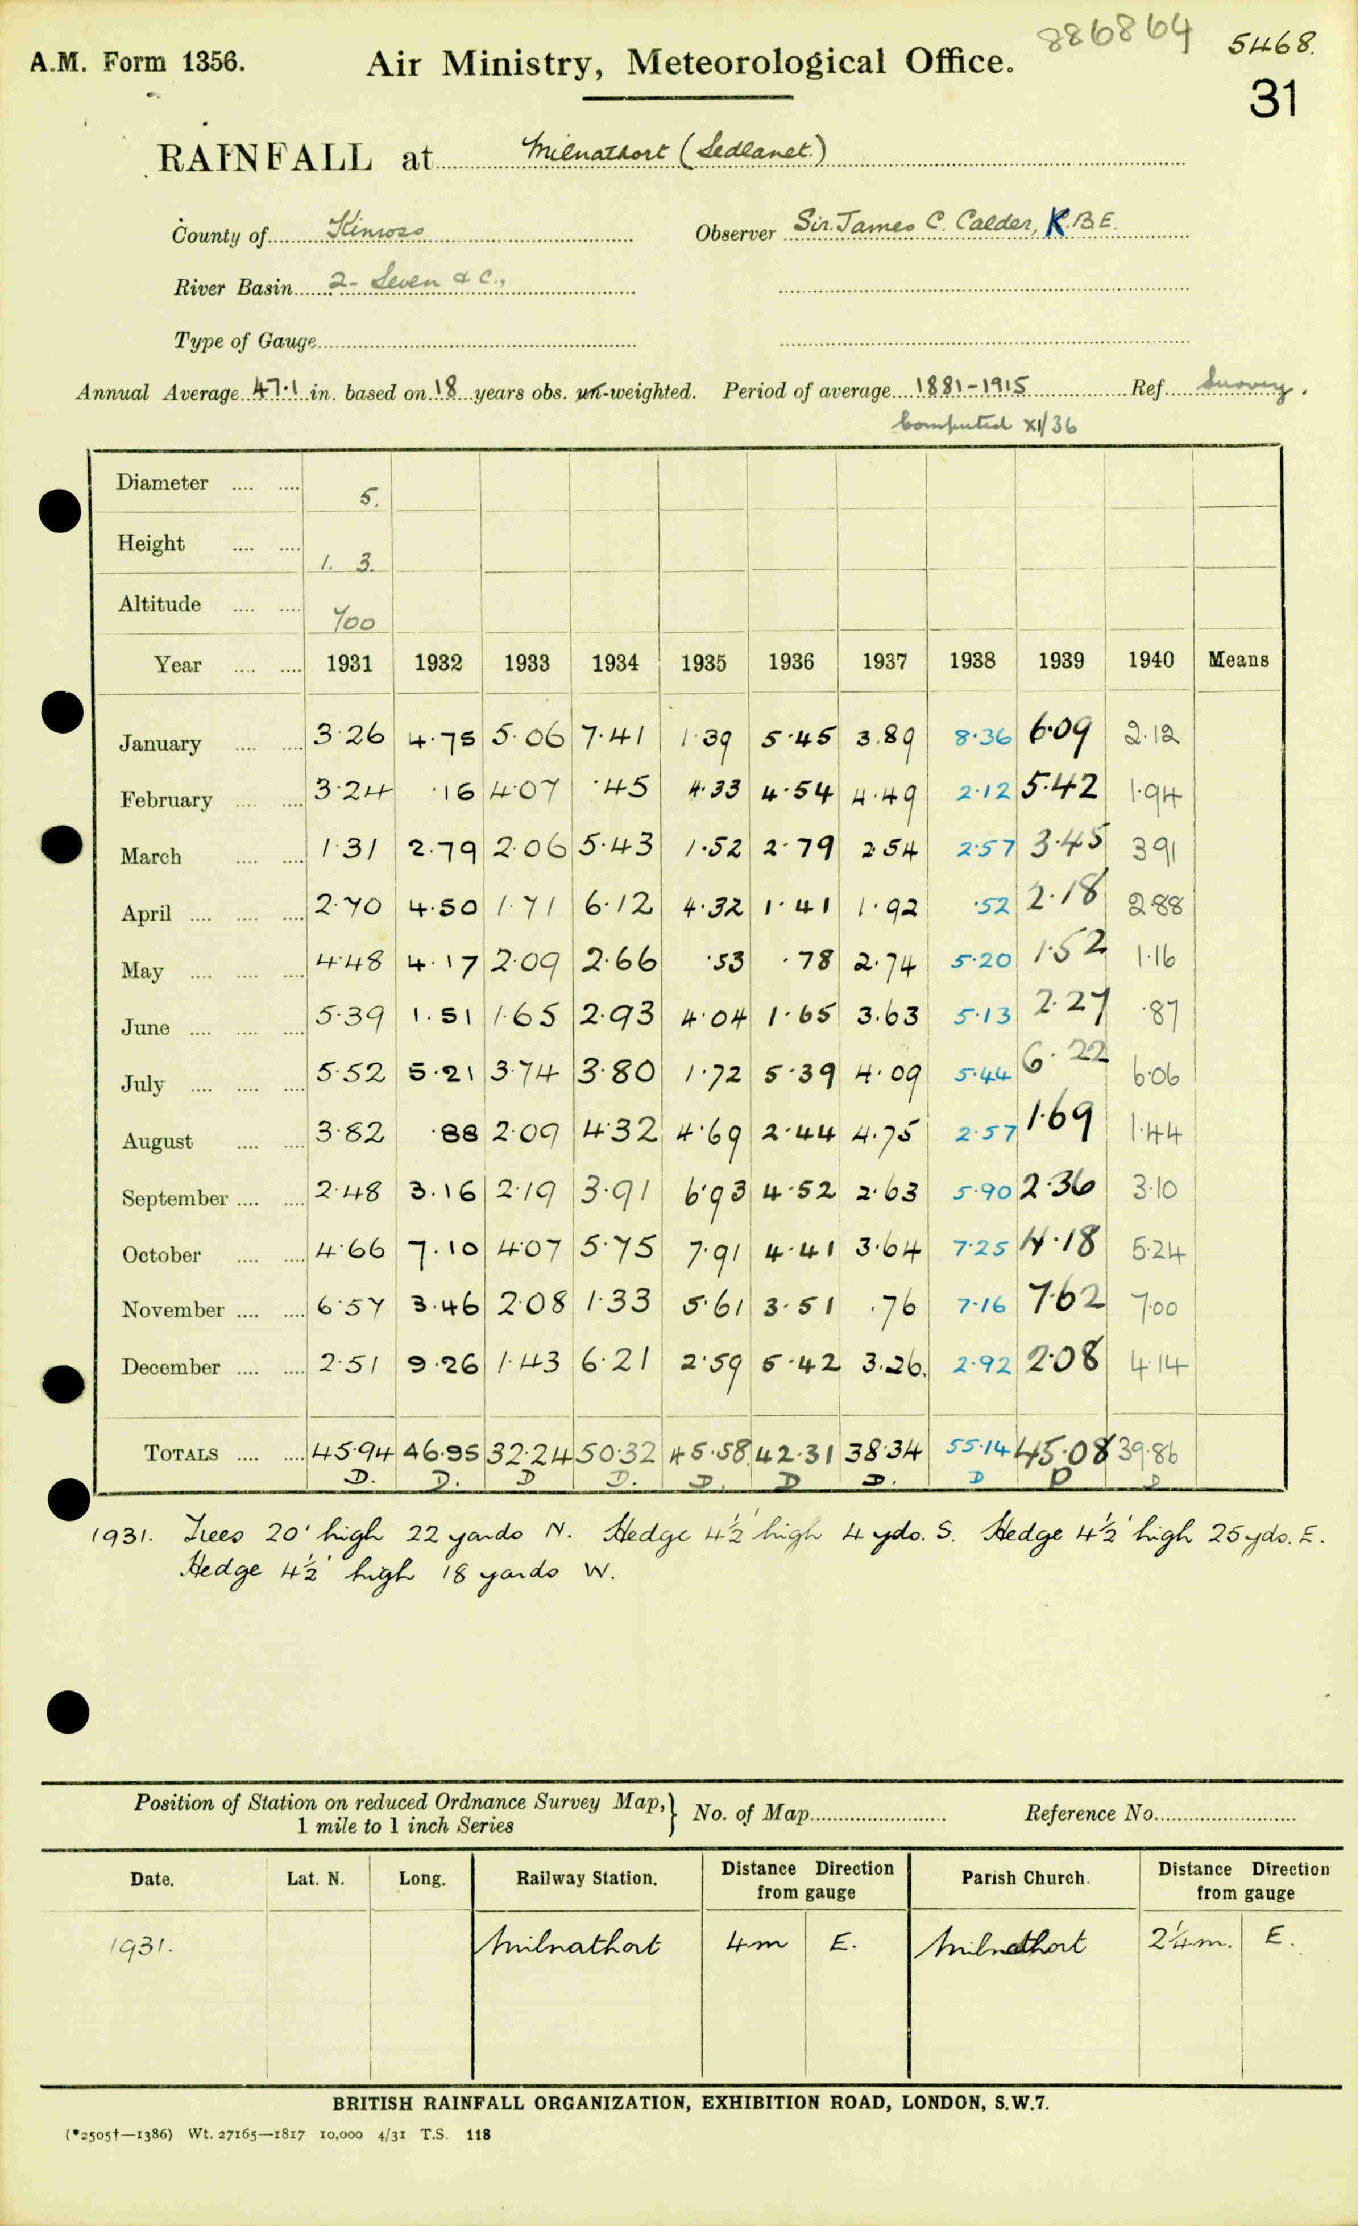 886864 5468.
A.M. Form 1356. Air Ministry, Meteorological Office.
31
RAINFALL at Milnathort (Ledlanet.)
County of Kinross Observer Sir. James C. Calder, K.B.E.
River Basin 2- Leven & C.,
Type of Gauge
Annual Average 47.1 in. based on 18 years obs. un-weighted. Period of average 1881-1915 Ref. Survey.
Computed XI/36
Diameter .... .... 5.
Height .... .... 1. 3.
Altitude .... .... 700
Year .... .... 1931 1932 1933 1934 1935 1936 1937 1938 1939 1940 Means
January .... .... 3.26 4.75 5.06 7.41 1.39 5.45 3.89 8.36 6.09 2.12
February .... .... 3.24 .16 4.07 .45 4.33 4.54 4.49 2.12 5.42 1.94
March .... .... 1.31 2.79 2.06 5.43 1.52 2.79 2.54 2.57 3.45 3.91
April .... .... .... 2.70 4.50 1.71 6.12 4.32 1.41 1.92 .52 2.18 2.88
May .... .... .... 4.48 4.17 2.09 2.66 .53 .78 2.74 5.20 1.52 1.16
June .... .... .... 5.39 1.51 1.65 2.93 4.04 1.65 3.63 5.13 2.27 .87
July .... .... .... 5.52 5.21 3.74 3.80 1.72 5.39 4.09 5.44 6.22 6.06
August .... .... 3.82 .88 2.09 4.32 4.69 2.44 4.75 2.57 1.69 1.44
September .... .... 2.48 3.16 2.19 3.91 6.93 4.52 2.63 5.90 2.36 3.10
October .... .... 4.66 7.10 4.07 5.75 7.91 4.41 3.64 7.25 4.18 5.24
November .... .... 6.57 3.46 2.08 1.33 5.61 3.51 .76 7.16 7.62 7.00
December .... .... 2.51 9.26 1.43 6.21 2.59 5.42 3.26. 2.92 2.08 4.14
TOTALS .... .... 45.94 46.95 32.24 50.32 45.58 42.31 38.34 55.14 45.08 39.86
D. D. D D. D. D D. D D D
1931. Trees 20' high 22 yards N. Hedge 4½' high 4 yds. S. Hedge 4½' high 25 yds. E.
Hedge 4½' high 18 yards W.
Position of Station on reduced Ordnance Survey Map, } No. of Map Reference No.
1 mile to 1 inch Series
Date. Lat. N. Long. Railway Station. Distance Direction from gauge Parish Church. Distance Direction from gauge
1931. Milnathort 4m E. Milnathort 2¼m. E.
BRITISH RAINFALL ORGANIZATION, EXHIBITION ROAD, LONDON, S.W.7.
(*2505†—1386) Wt. 27165—1817 10,000 4/31 T.S. 118